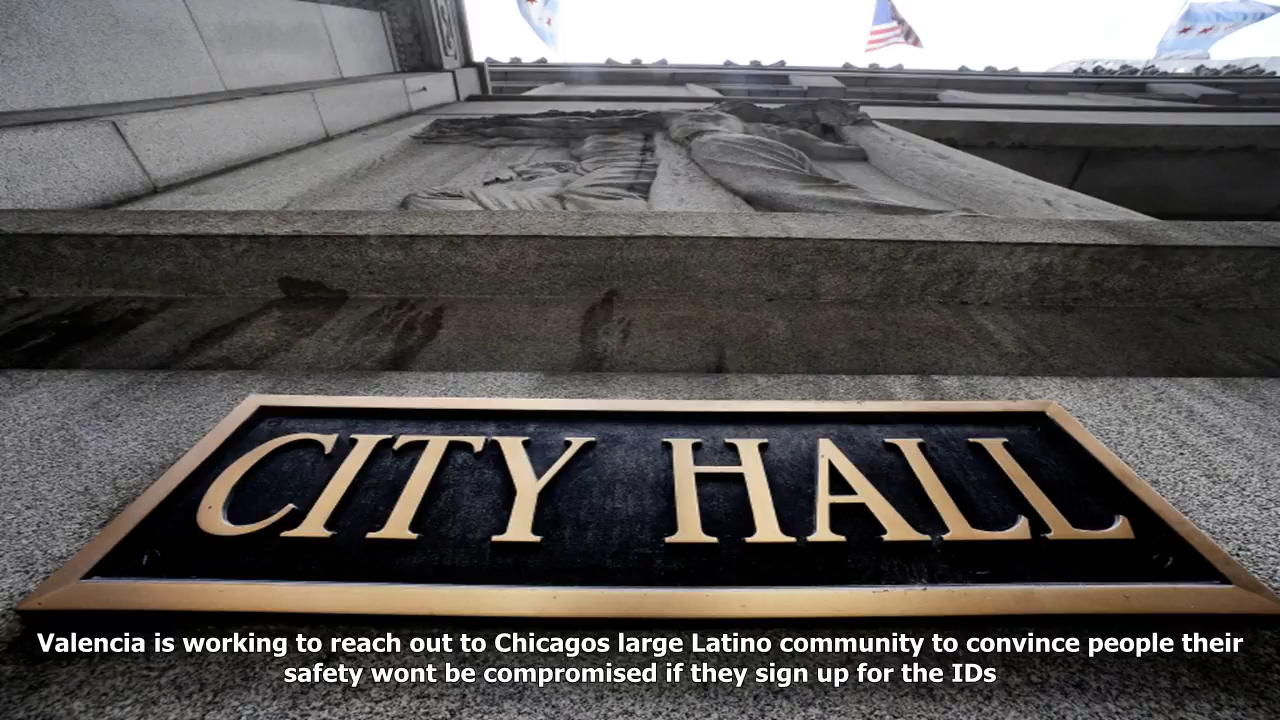 CITY HALL
Valencia is working to reach out to Chicagos large Latino community to convince people their
safety wont be compromised if they sign up for the IDs